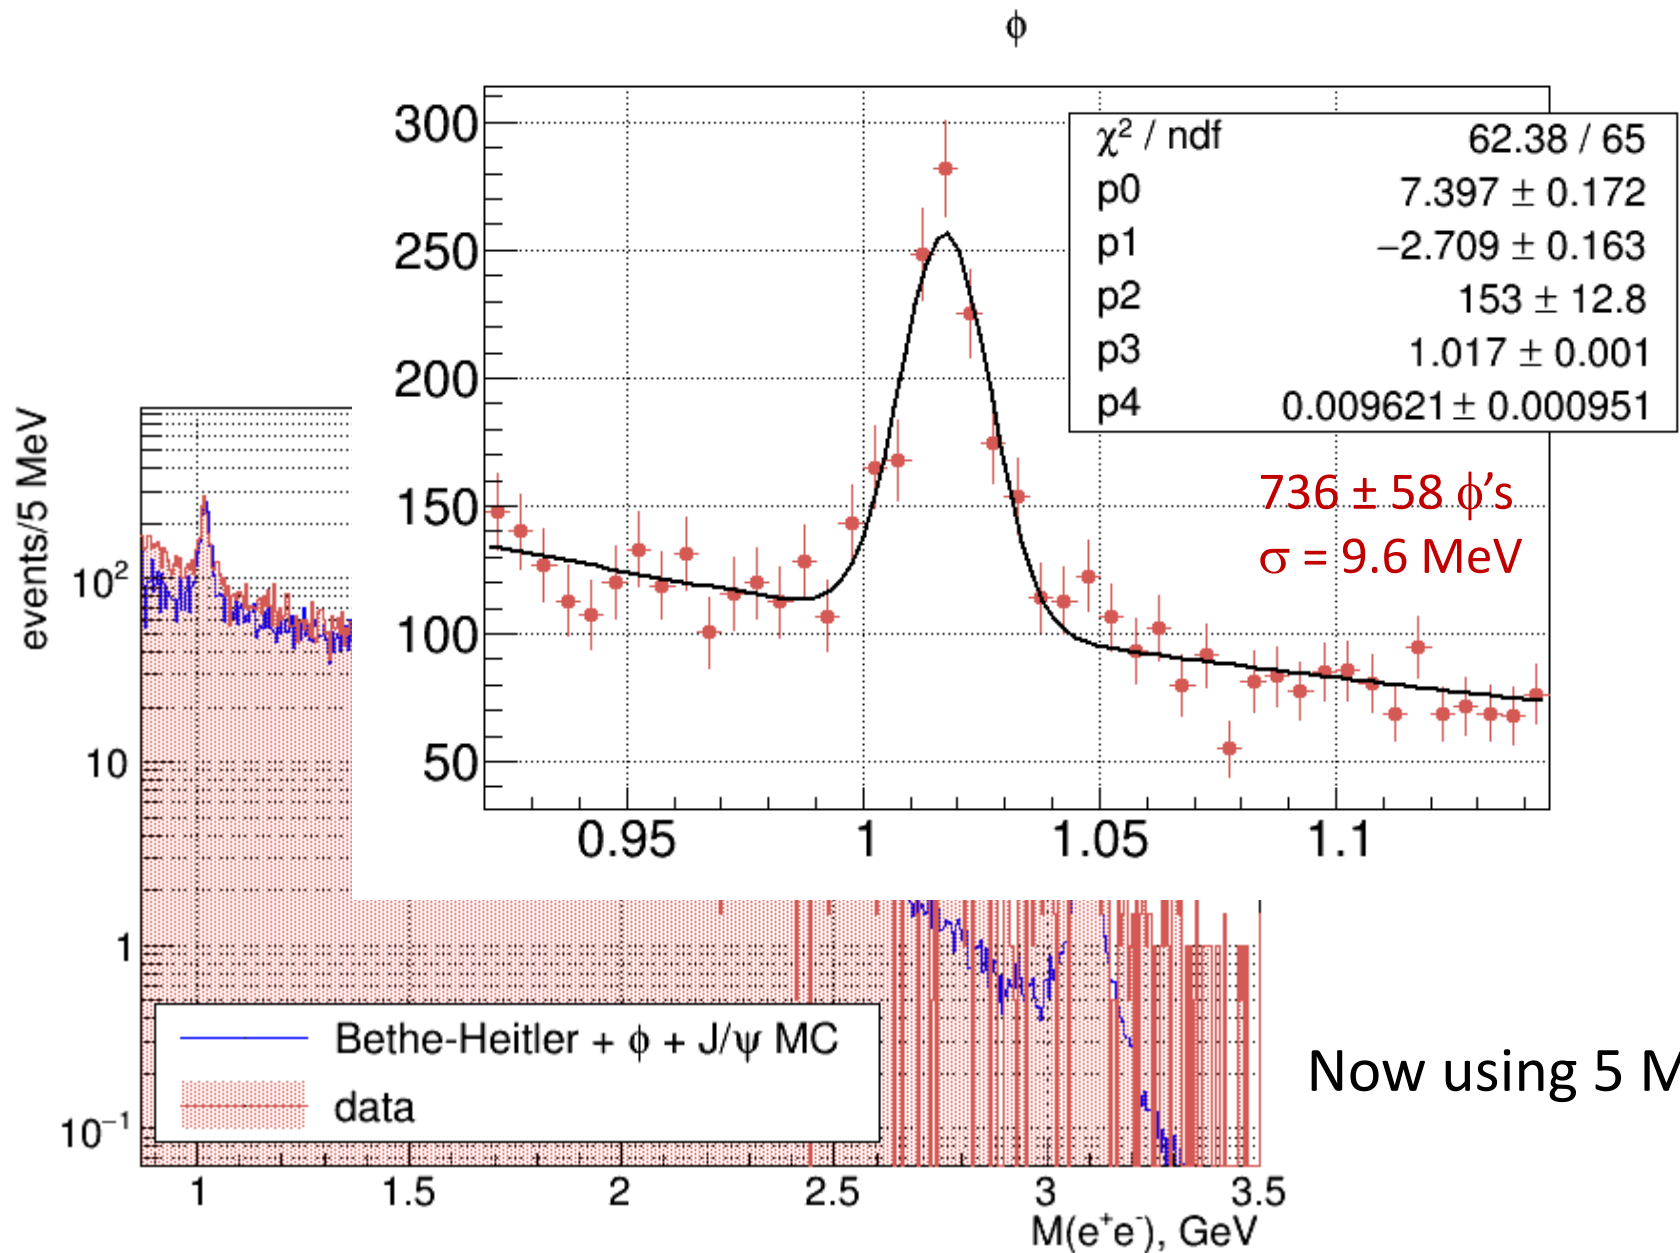 ϕ
300
250
200
150
100
50
χ² / ndf 62.38 / 65
p0 7.397 ± 0.172
p1 −2.709 ± 0.163
p2 153 ± 12.8
p3 1.017 ± 0.001
p4 0.009621 ± 0.000951
736 ± 58 ϕ’s
σ = 9.6 MeV
0.95 1 1.05 1.1
events/5 MeV
10²
10
1
10⁻¹
Bethe-Heitler + ϕ + J/ψ MC
data
Now using 5 M
1 1.5 2 2.5 3 3.5
M(e⁺e⁻), GeV